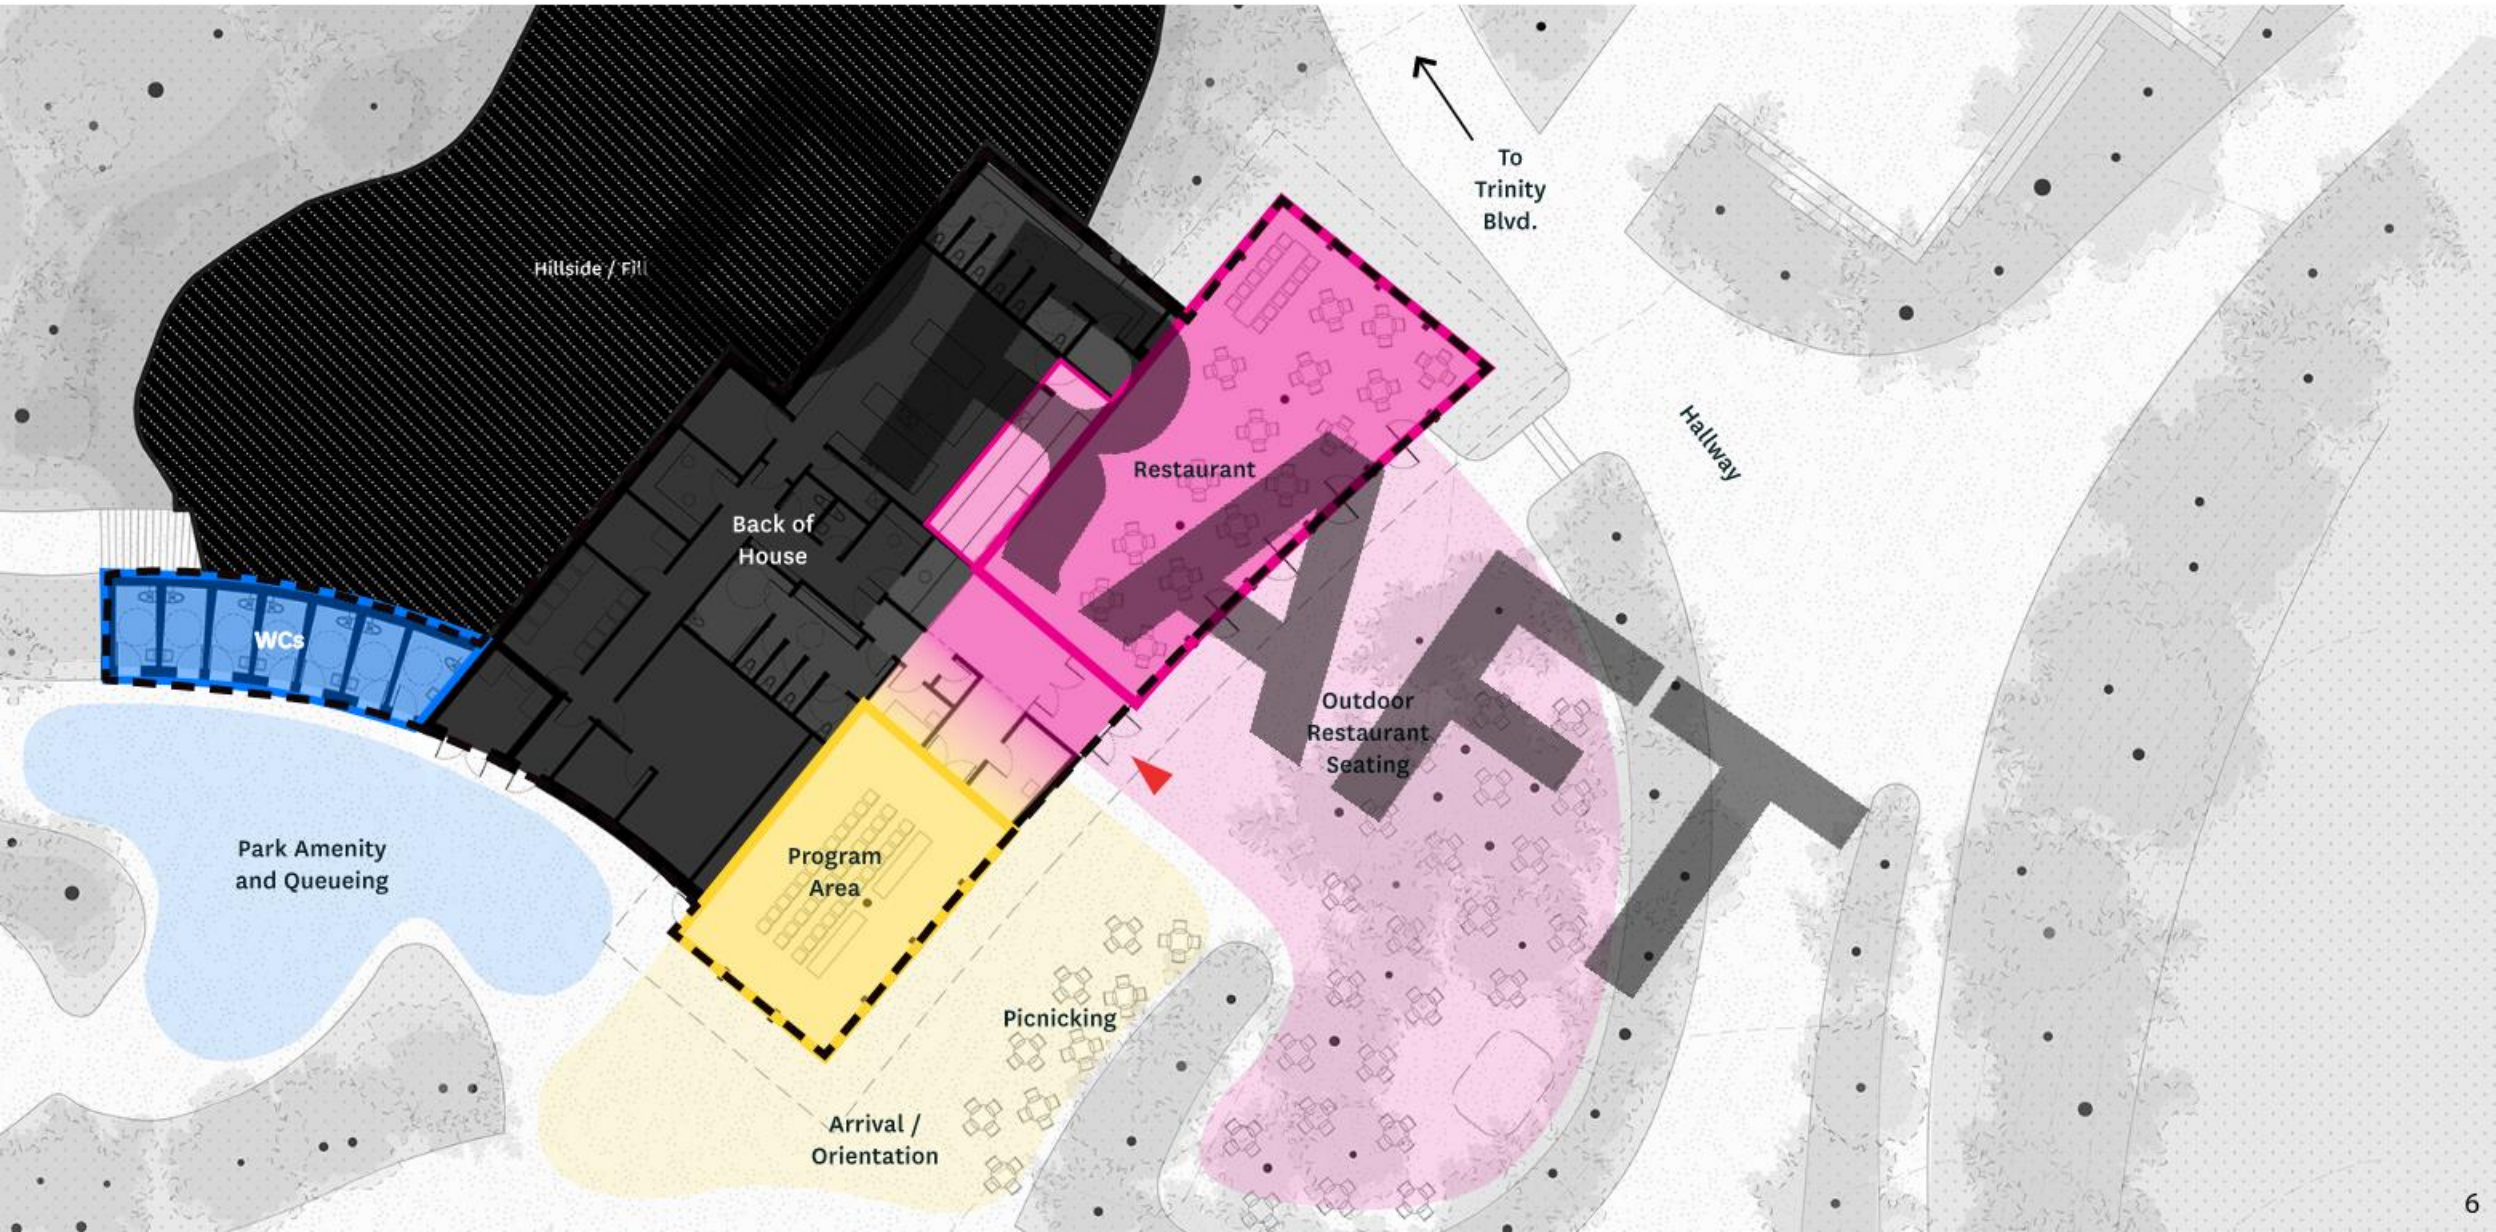 To
Trinity
Blvd.
Hillside / Fill
Hallway
Restaurant
Back of
House
WCs
Outdoor
Restaurant
Seating
Park Amenity
and Queueing
Program
Area
Picnicking
Arrival /
Orientation
DRAFT
6